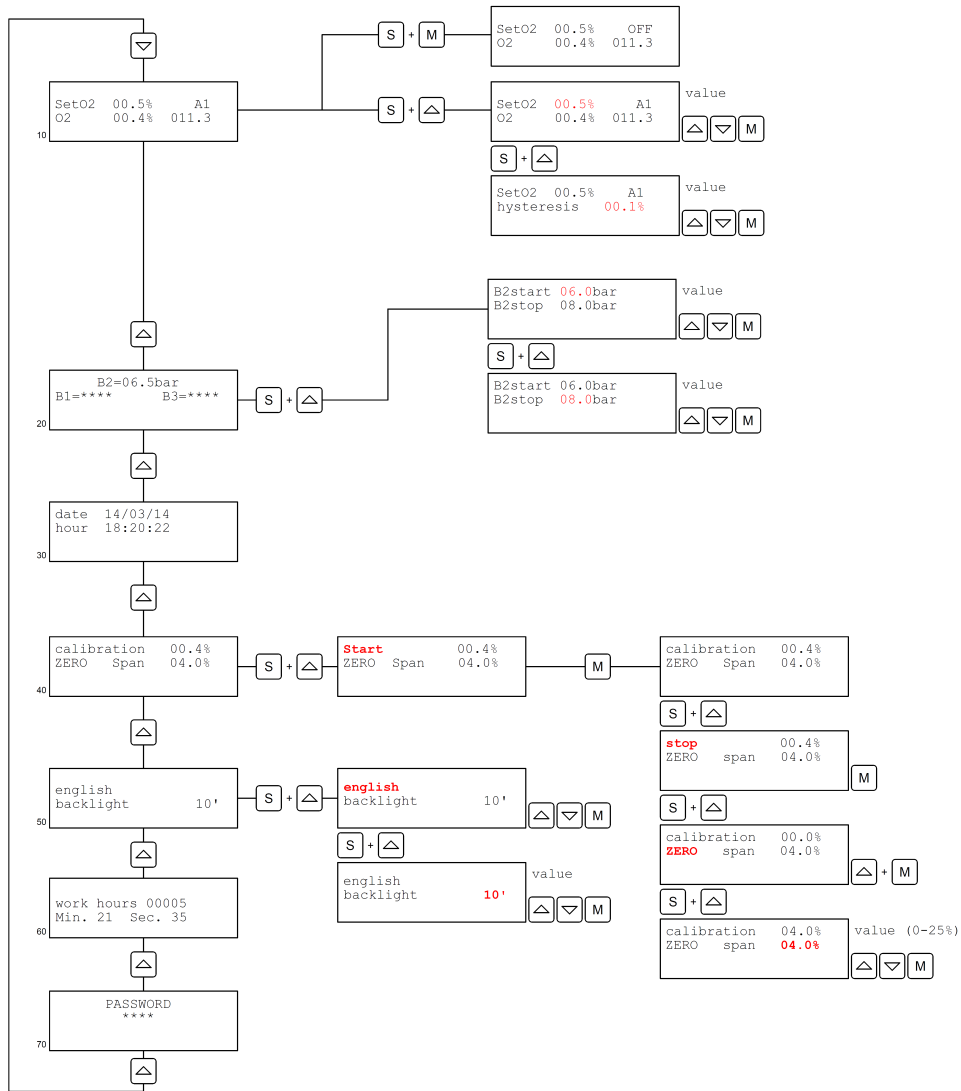 S + M
SetO2 00.5% OFF
O2 00.4% 011.3
SetO2 00.5% A1
O2 00.4% 011.3
10
S + 
SetO2 00.5% A1
O2 00.4% 011.3
value
M
S + 
SetO2 00.5% A1
hysteresis 00.1%
value
M
B2=06.5bar
B1=**** B3=****
20
S + 
B2start 06.0bar
B2stop 08.0bar
value
M
S + 
B2start 06.0bar
B2stop 08.0bar
value
M
date 14/03/14
hour 18:20:22
30
calibration 00.4%
ZERO Span 04.0%
40
S + 
Start 00.4%
ZERO Span 04.0%
M
calibration 00.4%
ZERO Span 04.0%
S + 
stop 00.4%
ZERO span 04.0%
M
S + 
calibration 00.0%
ZERO span 04.0%
+ M
S + 
calibration 04.0%
ZERO span 04.0%
value (0-25%)
M
english
backlight 10'
50
S + 
english
backlight 10'
M
S + 
english
backlight 10'
value
M
work hours 00005
Min. 21 Sec. 35
60
PASSWORD
****
70